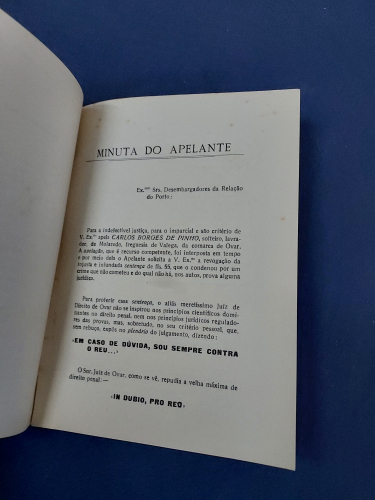 MINUTA DO APELANTE
Ex.mos Srs. Desembargadores da Relação
do Porto:
Para a indefectível justiça, para o imparcial e são critério de
V. Ex.as apela CARLOS BORGES DE PINHO, solteiro, lavra-
dor, de Molaredo, freguesia de Valega, da comarca de Ovar.
A apelação, que é recurso competente, foi interposta em tempo e
por meio dela o Apelante solicita a V. Ex.as a revogação da
injusta e infundada sentença de fls. 55, que o condenou por um
crime que não cometeu e do qual não há, nos autos, prova alguma
jurídica.
Para proferir essa sentença, o aliás meretíssimo Juiz de
Direito de Ovar não se inspirou nos princípios científicos domi-
nantes no direito penal, nem nos princípios jurídicos regulado-
res das provas, mas, sobretudo, no seu critério pessoal, que,
sem rebuço, expôs no plenário do julgamento, dizendo:
«EM CASO DE DÚVIDA, SOU SEMPRE CONTRA
O REU...»
O Snr. Juiz de Ovar, como se vê, repudia a velha máxima de
direito penal: —
«IN DUBIO, PRO REO»